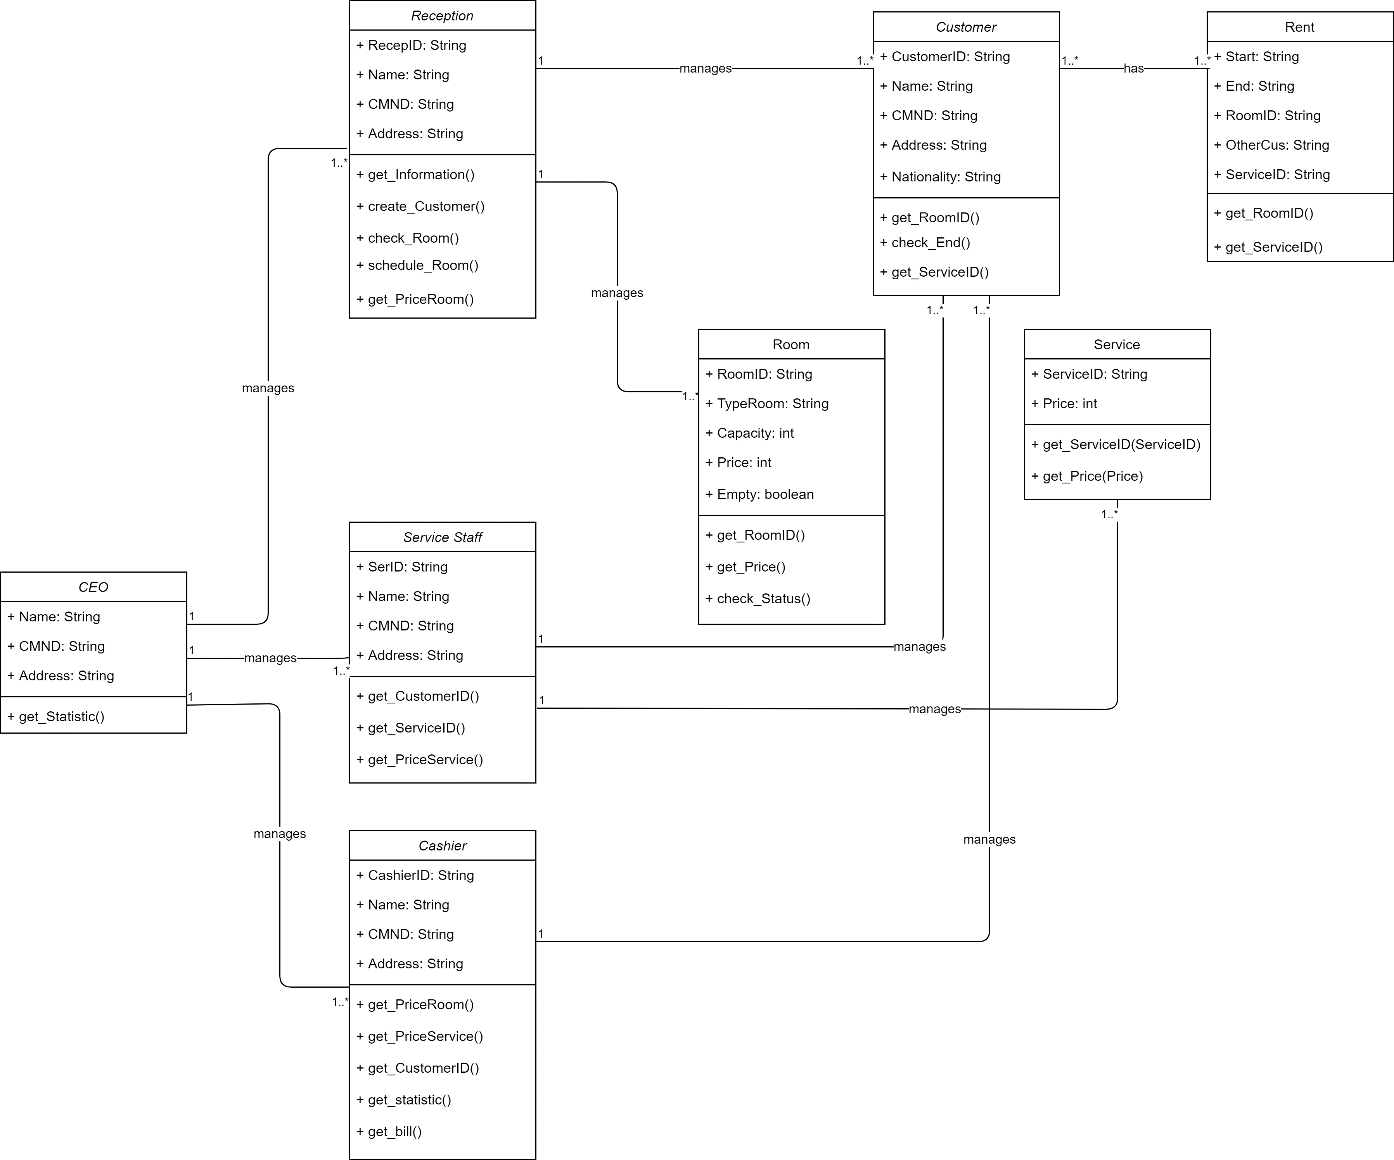 Reception
+ RecepID: String
+ Name: String
+ CMND: String
+ Address: String
+ get_Information()
+ create_Customer()
+ check_Room()
+ schedule_Room()
+ get_PriceRoom()
1
manages
1..*
Customer
+ CustomerID: String
+ Name: String
+ CMND: String
+ Address: String
+ Nationality: String
+ get_RoomID()
+ check_End()
+ get_ServiceID()
1..*
has
1..*
Rent
+ Start: String
+ End: String
+ RoomID: String
+ OtherCus: String
+ ServiceID: String
+ get_RoomID()
+ get_ServiceID()
1..*
1
manages
1..*
1..*
1..*
manages
Room
+ RoomID: String
+ TypeRoom: String
+ Capacity: int
+ Price: int
+ Empty: boolean
+ get_RoomID()
+ get_Price()
+ check_Status()
Service
+ ServiceID: String
+ Price: int
+ get_ServiceID(ServiceID)
+ get_Price(Price)
1..*
CEO
+ Name: String
+ CMND: String
+ Address: String
+ get_Statistic()
1
1
manages
1..*
1
manages
1..*
Service Staff
+ SerID: String
+ Name: String
+ CMND: String
+ Address: String
+ get_CustomerID()
+ get_ServiceID()
+ get_PriceService()
1
manages
1
manages
Cashier
+ CashierID: String
+ Name: String
+ CMND: String
+ Address: String
+ get_PriceRoom()
+ get_PriceService()
+ get_CustomerID()
+ get_statistic()
+ get_bill()
1
manages